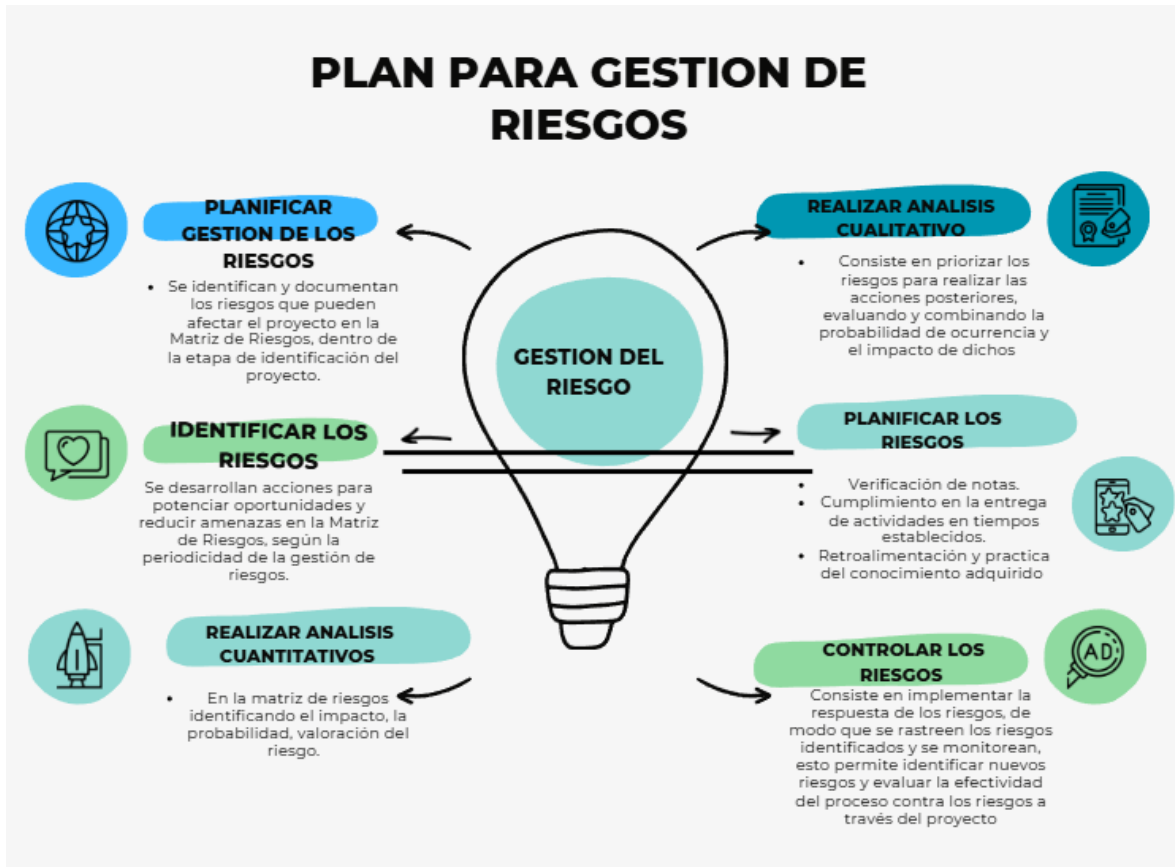 PLAN PARA GESTION DE
RIESGOS
PLANIFICAR
GESTION DE LOS
RIESGOS
• Se identifican y documentan
los riesgos que pueden
afectar el proyecto en la
Matriz de Riesgos, dentro de
la etapa de identificación del
proyecto.
IDENTIFICAR LOS
RIESGOS
Se desarrollan acciones para
potenciar oportunidades y
reducir amenazas en la Matriz
de Riesgos, según la
periodicidad de la gestión de
riesgos.
REALIZAR ANALISIS
CUANTITATIVOS
• En la matriz de riesgos
identificando el impacto, la
probabilidad, valoración del
riesgo.
GESTION DEL
RIESGO
REALIZAR ANALISIS
CUALITATIVO
• Consiste en priorizar los
riesgos para realizar las
acciones posteriores,
evaluando y combinando la
probabilidad de ocurrencia y
el impacto de dichos
PLANIFICAR LOS
RIESGOS
• Verificación de notas.
• Cumplimiento en la entrega
de actividades en tiempos
establecidos.
• Retroalimentación y practica
del conocimiento adquirido
CONTROLAR LOS
RIESGOS
AD
Consiste en implementar la
respuesta de los riesgos, de
modo que se rastreen los riesgos
identificados y se monitorean,
esto permite identificar nuevos
riesgos y evaluar la efectividad
del proceso contra los riesgos a
través del proyecto